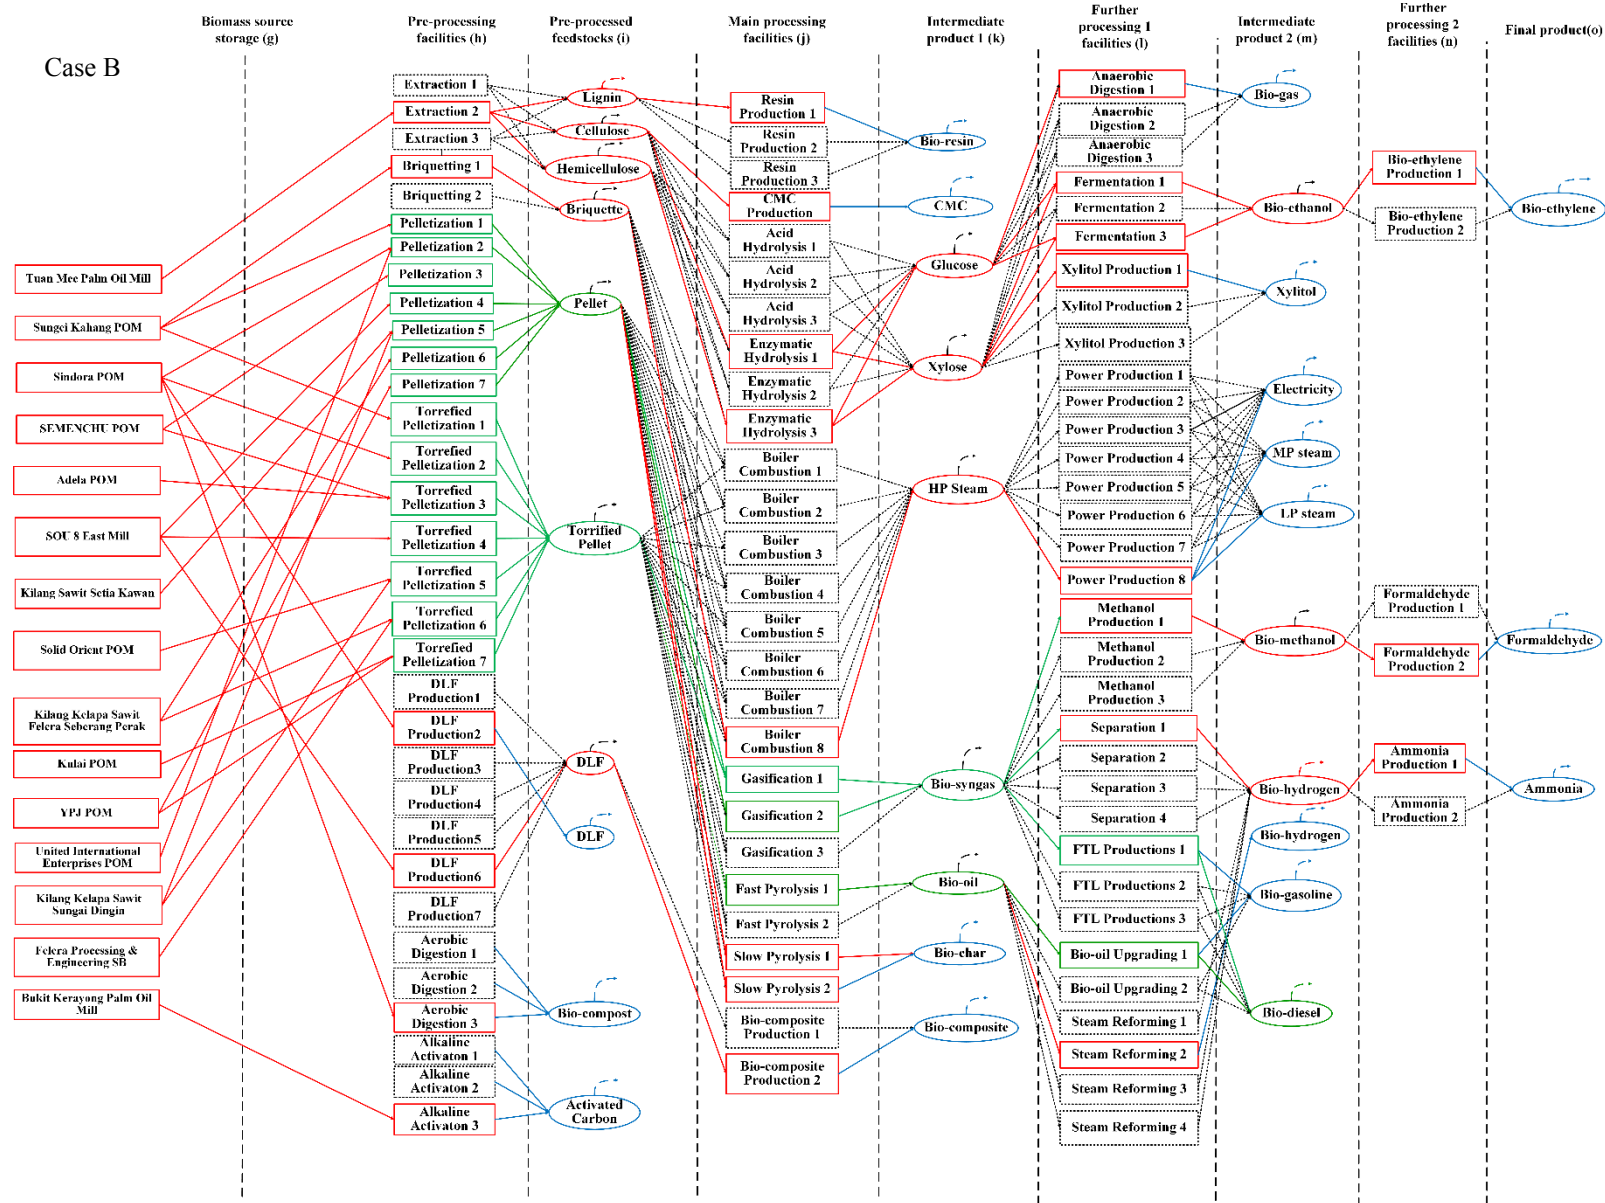 Biomass source
storage (g)
Pre-processing
facilities (h)
Pre-processed
feedstocks (i)
Main processing
facilities (j)
Intermediate
product 1 (k)
Further
processing 1
facilities (l)
Intermediate
product 2 (m)
Further
processing 2
facilities (n)
Final product(o)
Case B
Tuan Mee Palm Oil Mill
Sungei Kahang POM
Sindora POM
SEMENCHU POM
Adela POM
SOU 8 East Mill
Kilang Sawit Setia Kawan
Solid Orient POM
Kilang Kelapa Sawit
Felcra Seberang Perak
Kulai POM
YPJ POM
United International
Enterprises POM
Kilang Kelapa Sawit
Sungai Dingin
Felcra Processing &
Engineering SB
Bukit Kerayong Palm Oil
Mill
Extraction 1
Extraction 2
Extraction 3
Briquetting 1
Briquetting 2
Pelletization 1
Pelletization 2
Pelletization 3
Pelletization 4
Pelletization 5
Pelletization 6
Pelletization 7
Torrefied
Pelletization 1
Torrefied
Pelletization 2
Torrefied
Pelletization 3
Torrefied
Pelletization 4
Torrefied
Pelletization 5
Torrefied
Pelletization 6
Torrefied
Pelletization 7
DLF
Production1
DLF
Production2
DLF
Production3
DLF
Production4
DLF
Production5
DLF
Production6
DLF
Production7
Aerobic
Digestion 1
Aerobic
Digestion 2
Aerobic
Digestion 3
Alkaline
Activaton 1
Alkaline
Activaton 2
Alkaline
Activaton 3
Lignin
Cellulose
Hemicellulose
Briquette
Pellet
Torrified
Pellet
DLF
DLF
Bio-compost
Activated
Carbon
Resin
Production 1
Resin
Production 2
Resin
Production 3
CMC
Production
Acid
Hydrolysis 1
Acid
Hydrolysis 2
Acid
Hydrolysis 3
Enzymatic
Hydrolysis 1
Enzymatic
Hydrolysis 2
Enzymatic
Hydrolysis 3
Boiler
Combustion 1
Boiler
Combustion 2
Boiler
Combustion 3
Boiler
Combustion 4
Boiler
Combustion 5
Boiler
Combustion 6
Boiler
Combustion 7
Boiler
Combustion 8
Gasification 1
Gasification 2
Gasification 3
Fast Pyrolysis 1
Fast Pyrolysis 2
Slow Pyrolysis 1
Slow Pyrolysis 2
Bio-composite
Production 1
Bio-composite
Production 2
Bio-resin
CMC
Glucose
Xylose
HP Steam
Bio-syngas
Bio-oil
Bio-char
Bio-composite
Anaerobic
Digestion 1
Anaerobic
Digestion 2
Anaerobic
Digestion 3
Fermentation 1
Fermentation 2
Fermentation 3
Xylitol Production 1
Xylitol Production 2
Xylitol Production 3
Power Production 1
Power Production 2
Power Production 3
Power Production 4
Power Production 5
Power Production 6
Power Production 7
Power Production 8
Methanol
Production 1
Methanol
Production 2
Methanol
Production 3
Separation 1
Separation 2
Separation 3
Separation 4
FTL Productions 1
FTL Productions 2
FTL Productions 3
Bio-oil Upgrading 1
Bio-oil Upgrading 2
Steam Reforming 1
Steam Reforming 2
Steam Reforming 3
Steam Reforming 4
Bio-gas
Bio-ethanol
Xylitol
Electricity
MP steam
LP steam
Bio-methanol
Bio-hydrogen
Bio-hydrogen
Bio-gasoline
Bio-diesel
Bio-ethylene
Production 1
Bio-ethylene
Production 2
Formaldehyde
Production 1
Formaldehyde
Production 2
Ammonia
Production 1
Ammonia
Production 2
Bio-ethylene
Formaldehyde
Ammonia